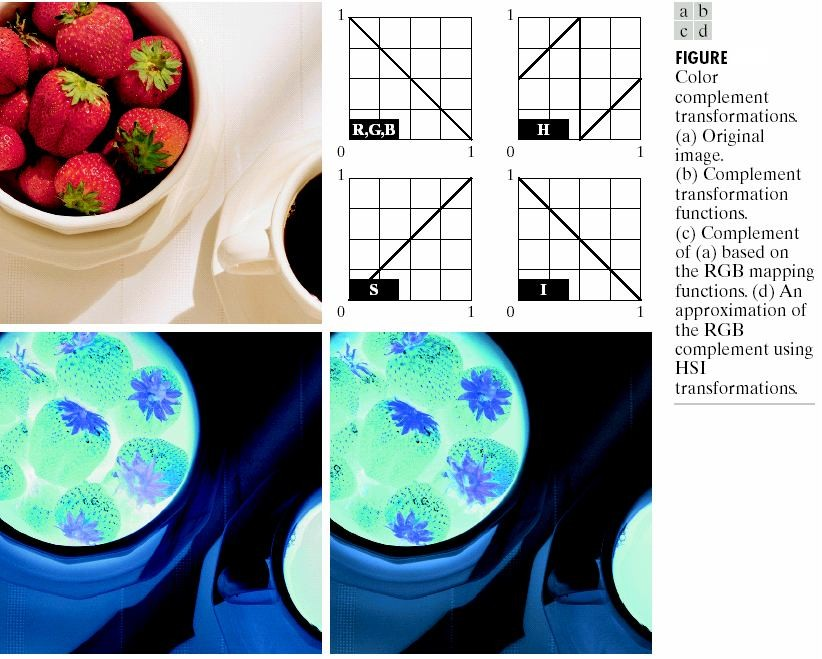 1
R,G,B
0 1
1
H
0 1
1
S
0 1
1
I
0 1
a b
c d
FIGURE
Color
complement
transformations.
(a) Original
image.
(b) Complement
transformation
functions.
(c) Complement
of (a) based on
the RGB mapping
functions. (d) An
approximation of
the RGB
complement using
HSI
transformations.